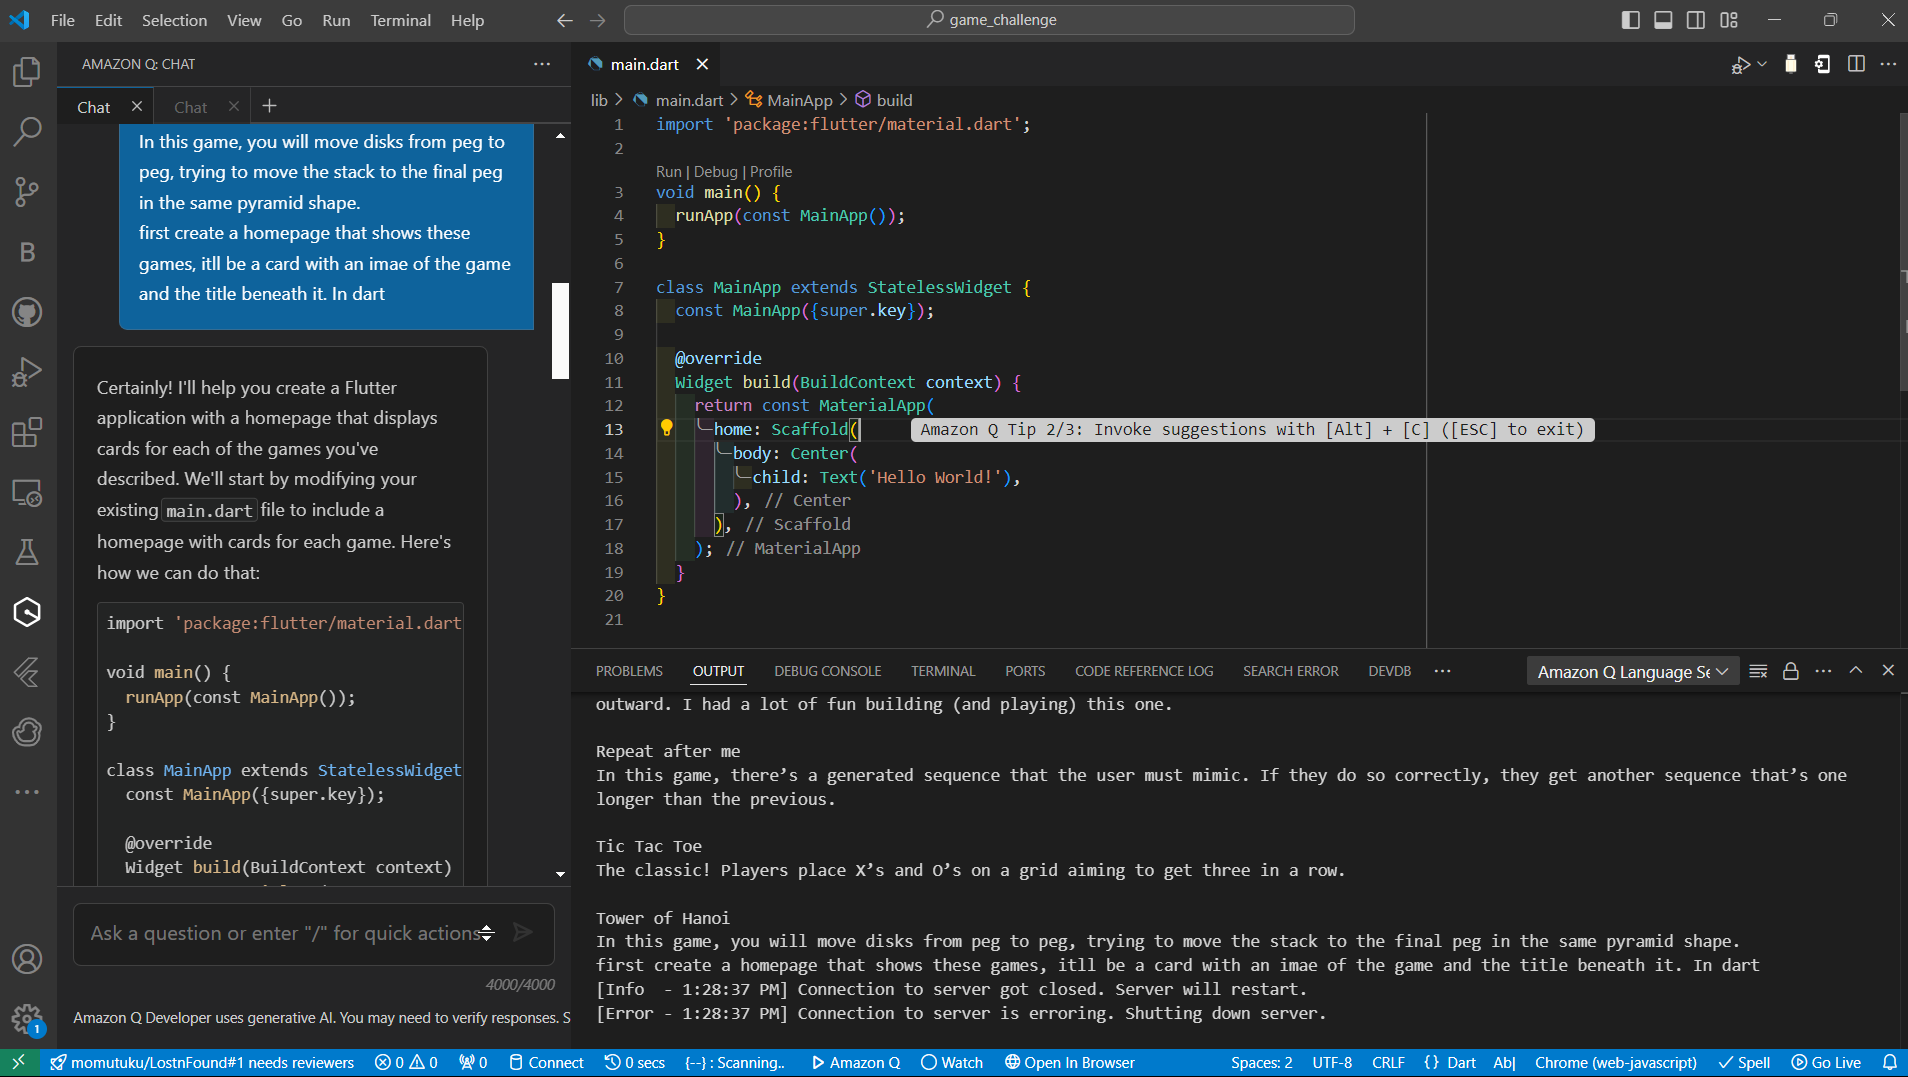 File Edit Selection View Go Run Terminal Help
game_challenge
AMAZON Q: CHAT
Chat
Chat
In this game, you will move disks from peg to
peg, trying to move the stack to the final peg
in the same pyramid shape.
first create a homepage that shows these
games, itll be a card with an imae of the game
and the title beneath it. In dart
Certainly! I'll help you create a Flutter
application with a homepage that displays
cards for each of the games you've
described. We'll start by modifying your
existing main.dart file to include a
homepage with cards for each game. Here's
how we can do that:
import 'package:flutter/material.dart
void main() {
runApp(const MainApp());
}
class MainApp extends StatelessWidget
const MainApp({super.key});
@override
Widget build(BuildContext context)
Ask a question or enter "/" for quick actions
4000/4000
Amazon Q Developer uses generative AI. You may need to verify responses. S
main.dart
lib > main.dart > MainApp > build
1 import 'package:flutter/material.dart';
2
Run | Debug | Profile
3 void main() {
4 runApp(const MainApp());
5 }
6
7 class MainApp extends StatelessWidget {
8 const MainApp({super.key});
9
10 @override
11 Widget build(BuildContext context) {
12 return const MaterialApp(
13 home: Scaffold( Amazon Q Tip 2/3: Invoke suggestions with [Alt] + [C] ([ESC] to exit)
14 body: Center(
15 child: Text('Hello World!'),
16 ), // Center
17 ), // Scaffold
18 ); // MaterialApp
19 }
20 }
21
PROBLEMS OUTPUT DEBUG CONSOLE TERMINAL PORTS CODE REFERENCE LOG SEARCH ERROR DEVDB
Amazon Q Language Se
outward. I had a lot of fun building (and playing) this one.
Repeat after me
In this game, there’s a generated sequence that the user must mimic. If they do so correctly, they get another sequence that’s one
longer than the previous.
Tic Tac Toe
The classic! Players place X’s and O’s on a grid aiming to get three in a row.
Tower of Hanoi
In this game, you will move disks from peg to peg, trying to move the stack to the final peg in the same pyramid shape.
first create a homepage that shows these games, itll be a card with an imae of the game and the title beneath it. In dart
[Info  - 1:28:37 PM] Connection to server got closed. Server will restart.
[Error - 1:28:37 PM] Connection to server is erroring. Shutting down server.
B
1
momutuku/LostnFound#1 needs reviewers 0 0 0 Connect 0 secs {--} : Scanning.. Amazon Q Watch Open In Browser Spaces: 2 UTF-8 CRLF {} Dart Ab| Chrome (web-javascript) Spell Go Live